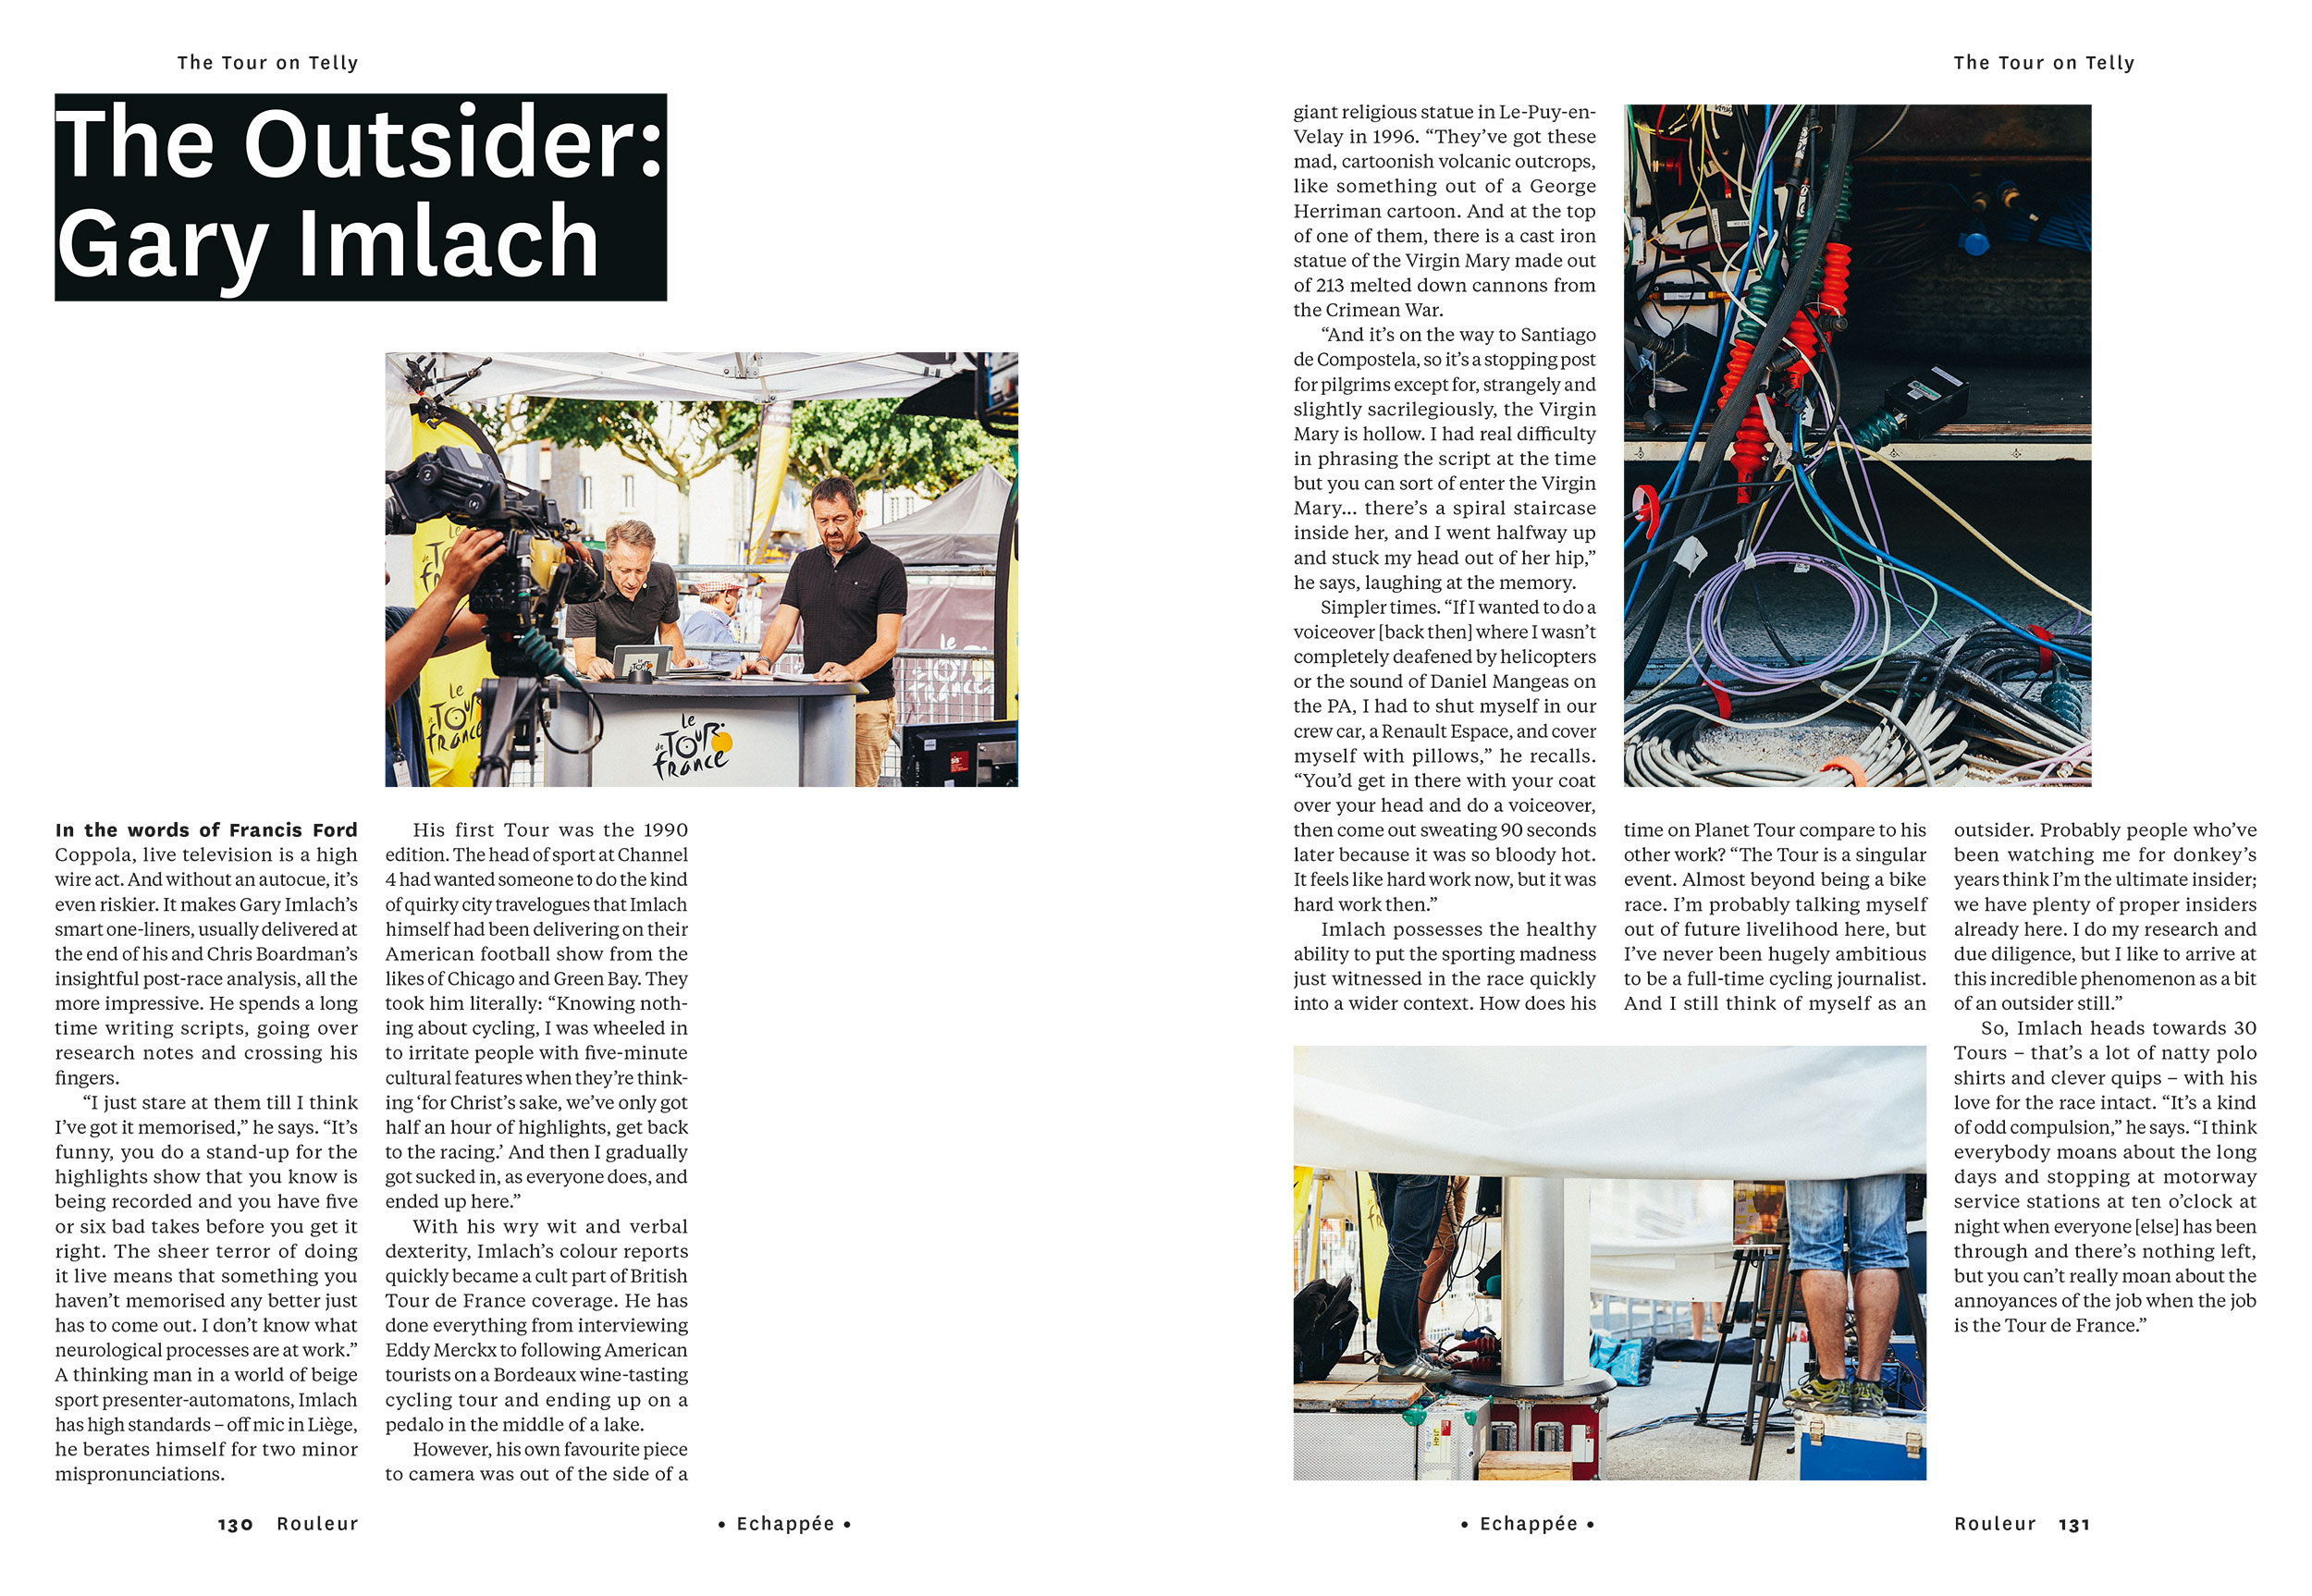 The Tour on Telly
The Outsider:
Gary Imlach
le
TOUR
de
france
le
TOUR
de
france
le
TOUR
de
france
In the words of Francis Ford
Coppola, live television is a high
wire act. And without an autocue, it’s
even riskier. It makes Gary Imlach’s
smart one-liners, usually delivered at
the end of his and Chris Boardman’s
insightful post-race analysis, all the
more impressive. He spends a long
time writing scripts, going over
research notes and crossing his
fingers.
“I just stare at them till I think
I’ve got it memorised,” he says. “It’s
funny, you do a stand-up for the
highlights show that you know is
being recorded and you have five
or six bad takes before you get it
right. The sheer terror of doing
it live means that something you
haven’t memorised any better just
has to come out. I don’t know what
neurological processes are at work.”
A thinking man in a world of beige
sport presenter-automatons, Imlach
has high standards – off mic in Liège,
he berates himself for two minor
mispronunciations.
His first Tour was the 1990
edition. The head of sport at Channel
4 had wanted someone to do the kind
of quirky city travelogues that Imlach
himself had been delivering on their
American football show from the
likes of Chicago and Green Bay. They
took him literally: “Knowing noth-
ing about cycling, I was wheeled in
to irritate people with five-minute
cultural features when they’re think-
ing ‘for Christ’s sake, we’ve only got
half an hour of highlights, get back
to the racing.’ And then I gradually
got sucked in, as everyone does, and
ended up here.”
With his wry wit and verbal
dexterity, Imlach’s colour reports
quickly became a cult part of British
Tour de France coverage. He has
done everything from interviewing
Eddy Merckx to following American
tourists on a Bordeaux wine-tasting
cycling tour and ending up on a
pedalo in the middle of a lake.
However, his own favourite piece
to camera was out of the side of a
130 Rouleur
• Echappée •
The Tour on Telly
giant religious statue in Le-Puy-en-
Velay in 1996. “They’ve got these
mad, cartoonish volcanic outcrops,
like something out of a George
Herriman cartoon. And at the top
of one of them, there is a cast iron
statue of the Virgin Mary made out
of 213 melted down cannons from
the Crimean War.
“And it’s on the way to Santiago
de Compostela, so it’s a stopping post
for pilgrims except for, strangely and
slightly sacrilegiously, the Virgin
Mary is hollow. I had real difficulty
in phrasing the script at the time
but you can sort of enter the Virgin
Mary... there’s a spiral staircase
inside her, and I went halfway up
and stuck my head out of her hip,”
he says, laughing at the memory.
Simpler times. “If I wanted to do a
voiceover [back then] where I wasn’t
completely deafened by helicopters
or the sound of Daniel Mangeas on
the PA, I had to shut myself in our
crew car, a Renault Espace, and cover
myself with pillows,” he recalls.
“You’d get in there with your coat
over your head and do a voiceover,
then come out sweating 90 seconds
later because it was so bloody hot.
It feels like hard work now, but it was
hard work then.”
Imlach possesses the healthy
ability to put the sporting madness
just witnessed in the race quickly
into a wider context. How does his
time on Planet Tour compare to his
other work? “The Tour is a singular
event. Almost beyond being a bike
race. I’m probably talking myself
out of future livelihood here, but
I’ve never been hugely ambitious
to be a full-time cycling journalist.
And I still think of myself as an
outsider. Probably people who’ve
been watching me for donkey’s
years think I’m the ultimate insider;
we have plenty of proper insiders
already here. I do my research and
due diligence, but I like to arrive at
this incredible phenomenon as a bit
of an outsider still.”
So, Imlach heads towards 30
Tours – that’s a lot of natty polo
shirts and clever quips – with his
love for the race intact. “It’s a kind
of odd compulsion,” he says. “I think
everybody moans about the long
days and stopping at motorway
service stations at ten o’clock at
night when everyone [else] has been
through and there’s nothing left,
but you can’t really moan about the
annoyances of the job when the job
is the Tour de France.”
J14H
• Echappée •
Rouleur 131